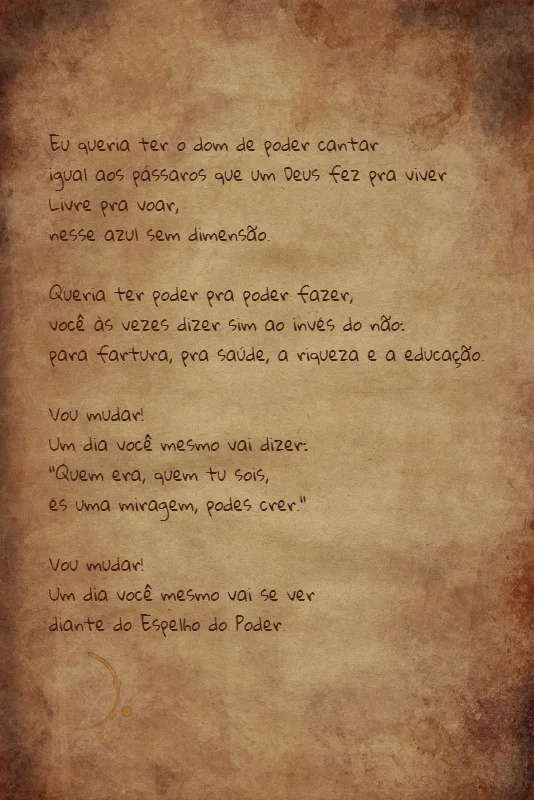 Eu queria ter o dom de poder cantar
igual aos pássaros que um Deus fez pra viver
Livre pra voar,
nesse azul sem dimensão.
Queria ter poder pra poder fazer,
você às vezes dizer sim ao invés do não:
para fartura, pra saúde, a riqueza e a educação.
Vou mudar!
Um dia você mesmo vai dizer:
"Quem era, quem tu sois,
és uma miragem, podes crer."
Vou mudar!
Um dia você mesmo vai se ver
diante do Espelho do Poder.